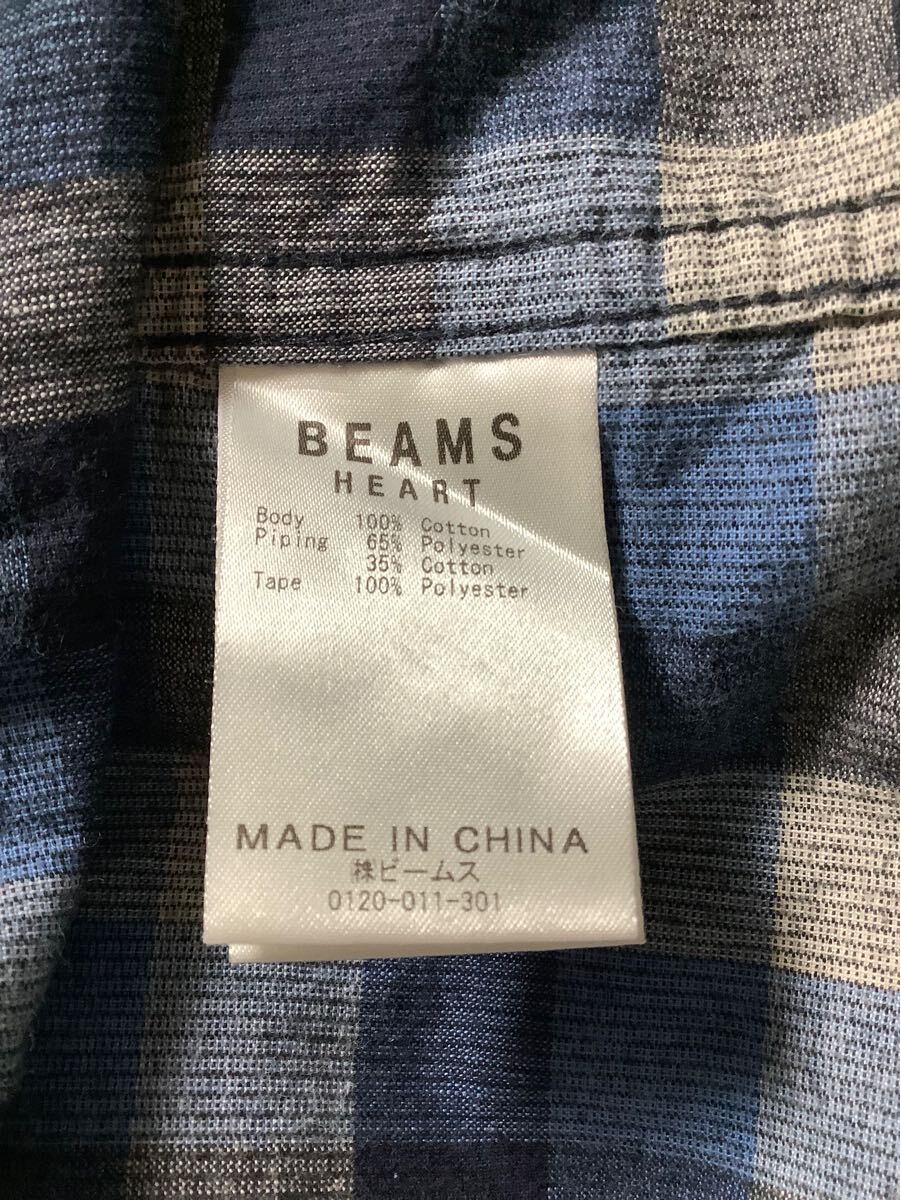 BEAMS
HEART
Body 100% Cotton
Piping 65% Polyester
35% Cotton
Tape 100% Polyester
MADE IN CHINA
㈱ビームス
0120-011-301